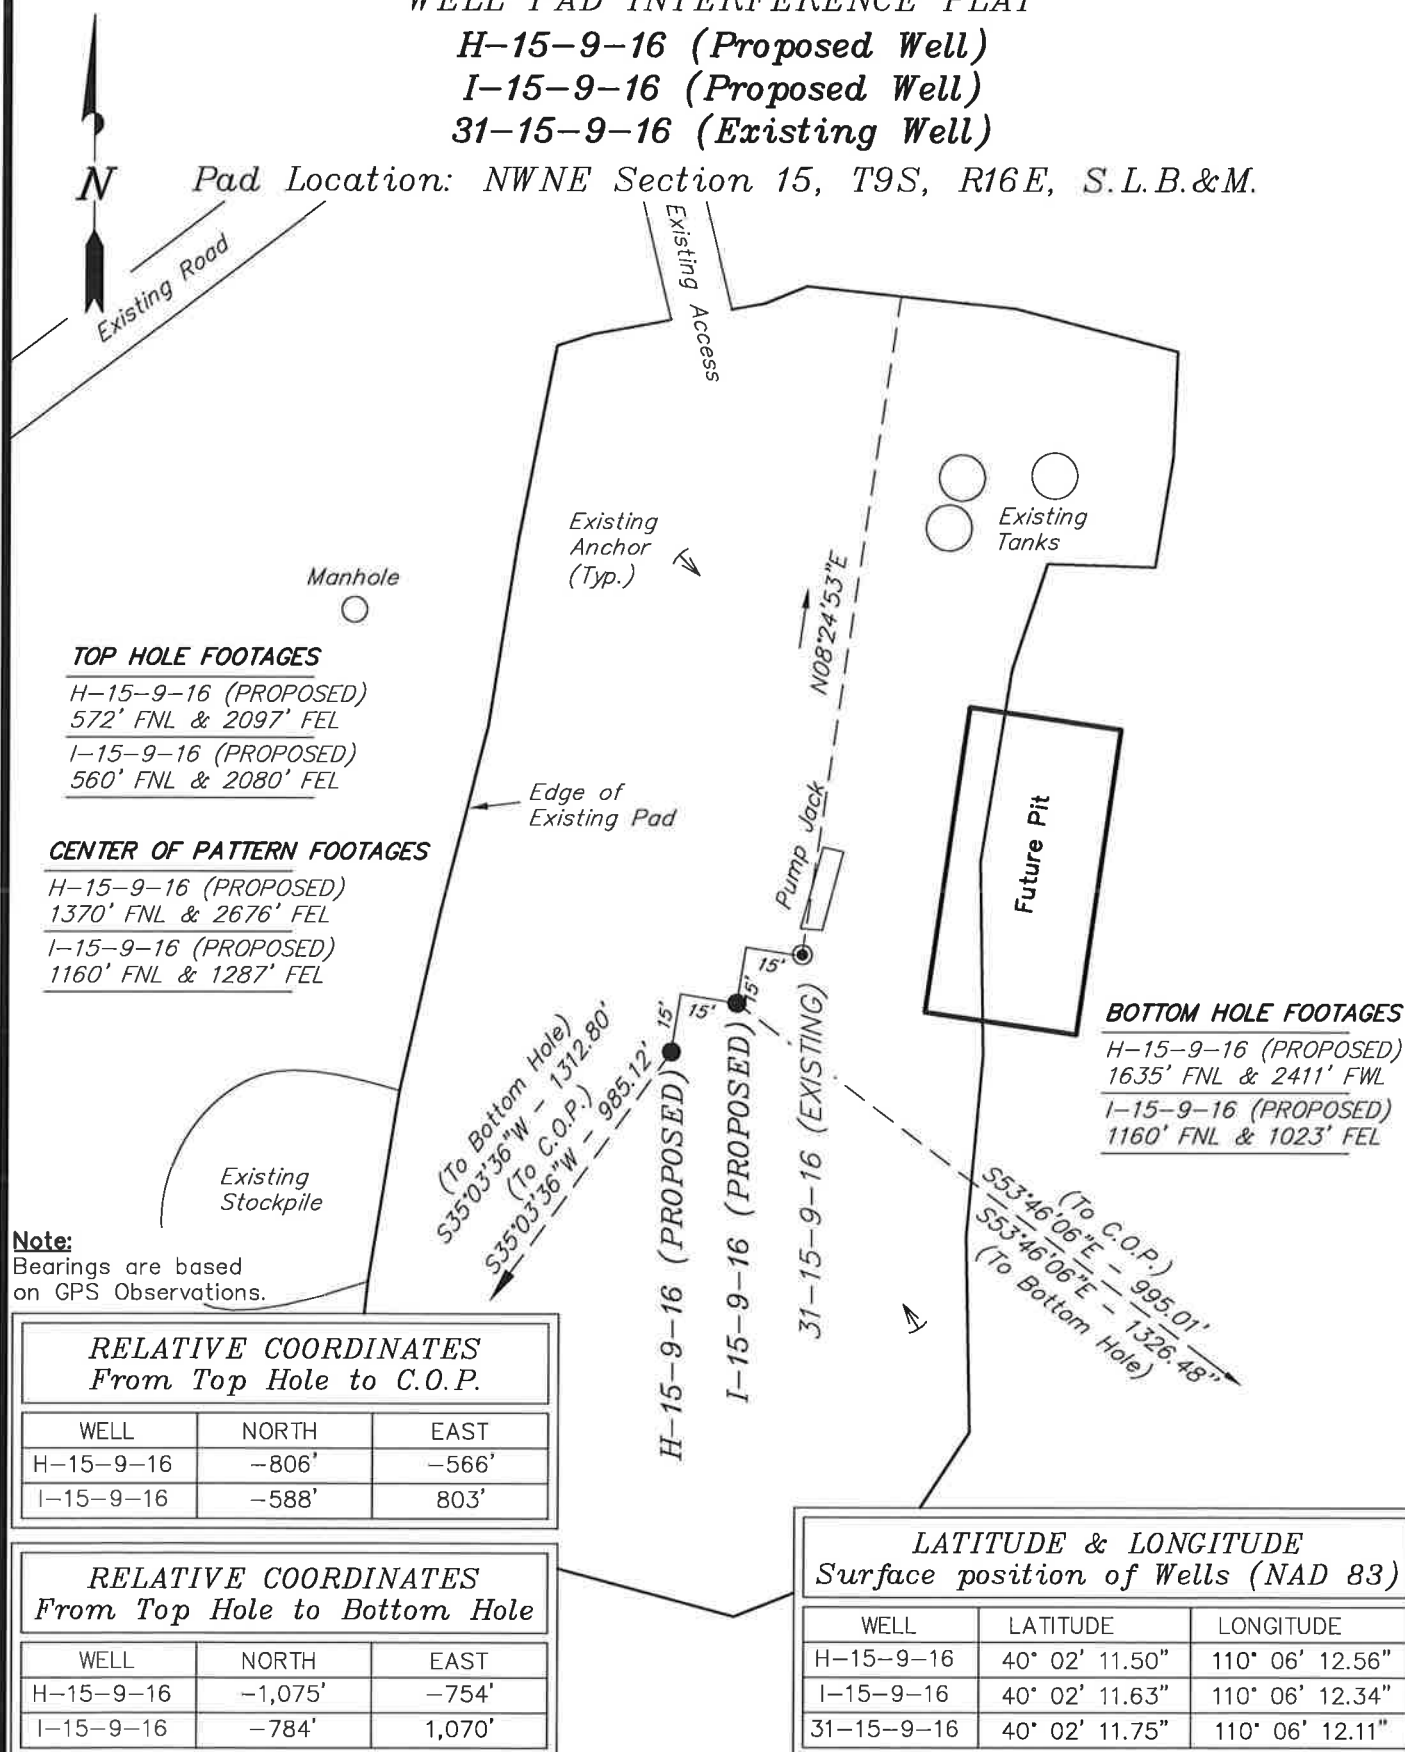 WELL PAD INTERFERENCE PLAT
H-15-9-16 (Proposed Well)
I-15-9-16 (Proposed Well)
31-15-9-16 (Existing Well)
Pad Location: NWNE Section 15, T9S, R16E, S.L.B.&M.
N
Existing Road
Existing Access
Existing
Anchor
(Typ.)
Existing
Tanks
Manhole
N08°24'53"E
TOP HOLE FOOTAGES
H-15-9-16 (PROPOSED)
572' FNL & 2097' FEL
I-15-9-16 (PROPOSED)
560' FNL & 2080' FEL
Edge of
Existing Pad
Pump Jack
Future Pit
CENTER OF PATTERN FOOTAGES
H-15-9-16 (PROPOSED)
1370' FNL & 2676' FEL
I-15-9-16 (PROPOSED)
1160' FNL & 1287' FEL
15'
15'
15'
15'
BOTTOM HOLE FOOTAGES
H-15-9-16 (PROPOSED)
1635' FNL & 2411' FWL
I-15-9-16 (PROPOSED)
1160' FNL & 1023' FEL
(To Bottom Hole)
S35°03'36"W - 1312.80'
(To C.O.P.)
S35°03'36"W - 985.12'
H-15-9-16 (PROPOSED)
I-15-9-16 (PROPOSED)
31-15-9-16 (EXISTING)
(To C.O.P.)
S53°46'06"E - 995.01'
S53°46'06"E - 1326.48"
(To Bottom Hole)
Existing
Stockpile
Note:
Bearings are based
on GPS Observations.
RELATIVE COORDINATES
From Top Hole to C.O.P.
WELL NORTH EAST
H-15-9-16 -806' -566'
I-15-9-16 -588' 803'
RELATIVE COORDINATES
From Top Hole to Bottom Hole
WELL NORTH EAST
H-15-9-16 -1,075' -754'
I-15-9-16 -784' 1,070'
LATITUDE & LONGITUDE
Surface position of Wells (NAD 83)
WELL LATITUDE LONGITUDE
H-15-9-16 40° 02' 11.50" 110° 06' 12.56"
I-15-9-16 40° 02' 11.63" 110° 06' 12.34"
31-15-9-16 40° 02' 11.75" 110° 06' 12.11"